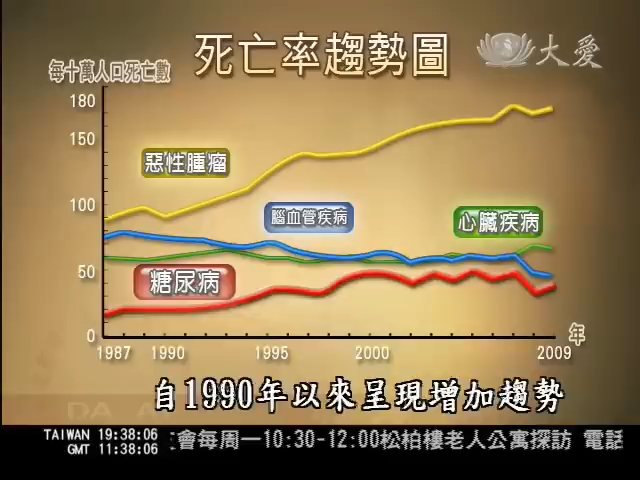 死亡率趨勢圖
大愛
每十萬人口死亡數
180
150
惡性腫瘤
100
腦血管疾病
心臟疾病
50
糖尿病
0
年
1987 1990 1995 2000 2009
自1990年以來呈現增加趨勢
TAIWAN 19:38:06
GMT 11:38:06
會每周一10:30-12:00松柏樓老人公寓探訪 電話